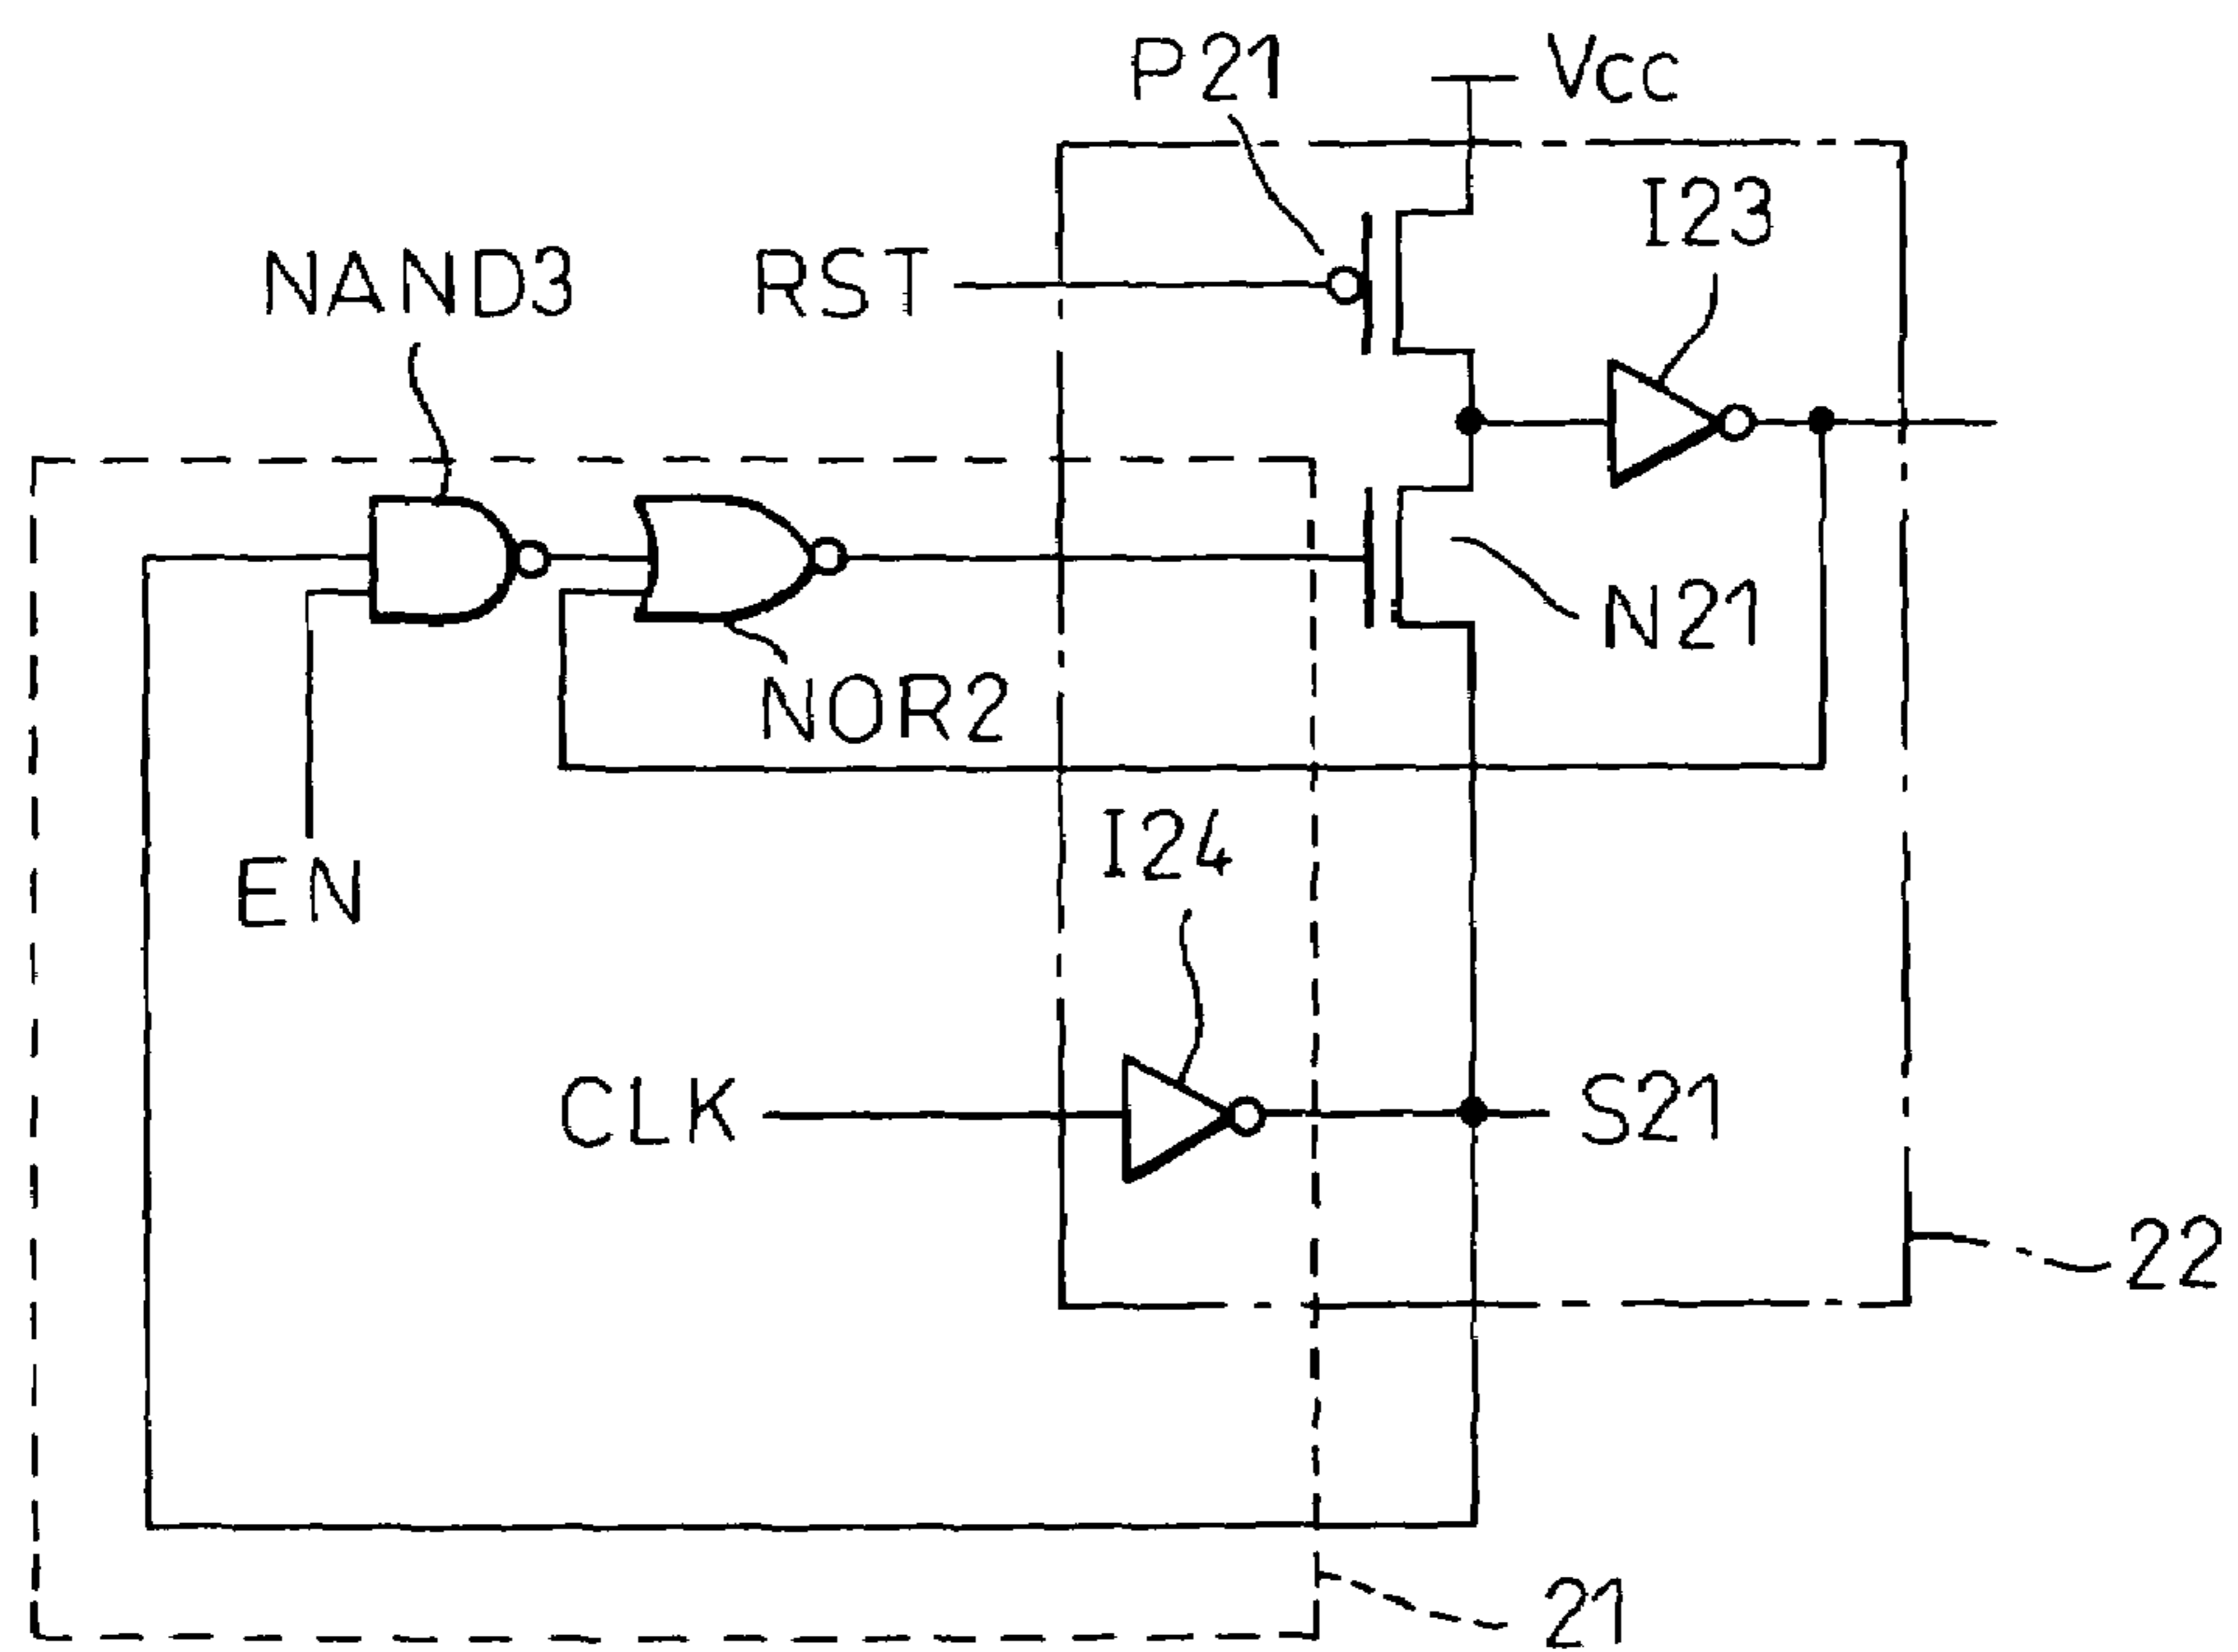 P21
Vcc
I23
NAND3
RST
N21
NOR2
I24
EN
CLK
S21
22
21